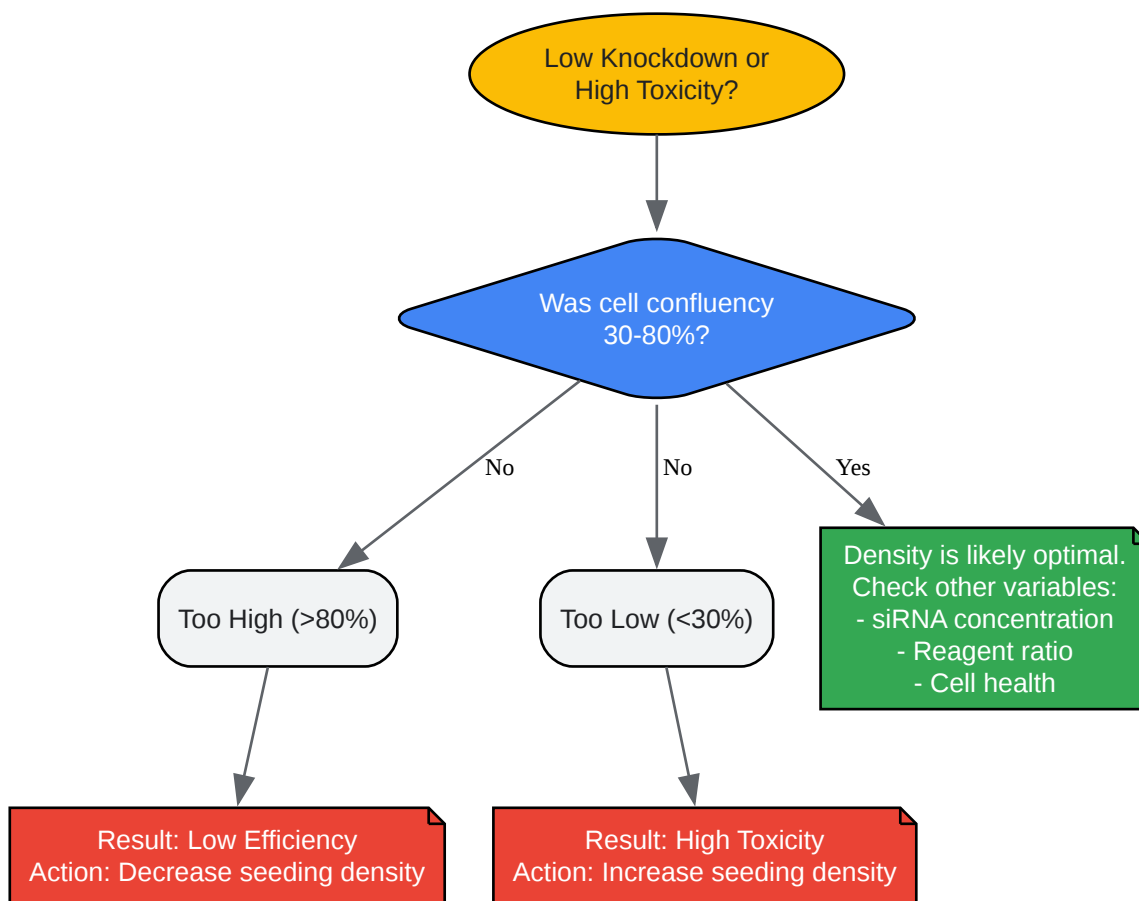 Low Knockdown or
High Toxicity?
Was cell confluency
30-80%?
No
No
Yes
Too High (>80%)
Too Low (<30%)
Density is likely optimal.
Check other variables:
- siRNA concentration
- Reagent ratio
- Cell health
Result: Low Efficiency
Action: Decrease seeding density
Result: High Toxicity
Action: Increase seeding density